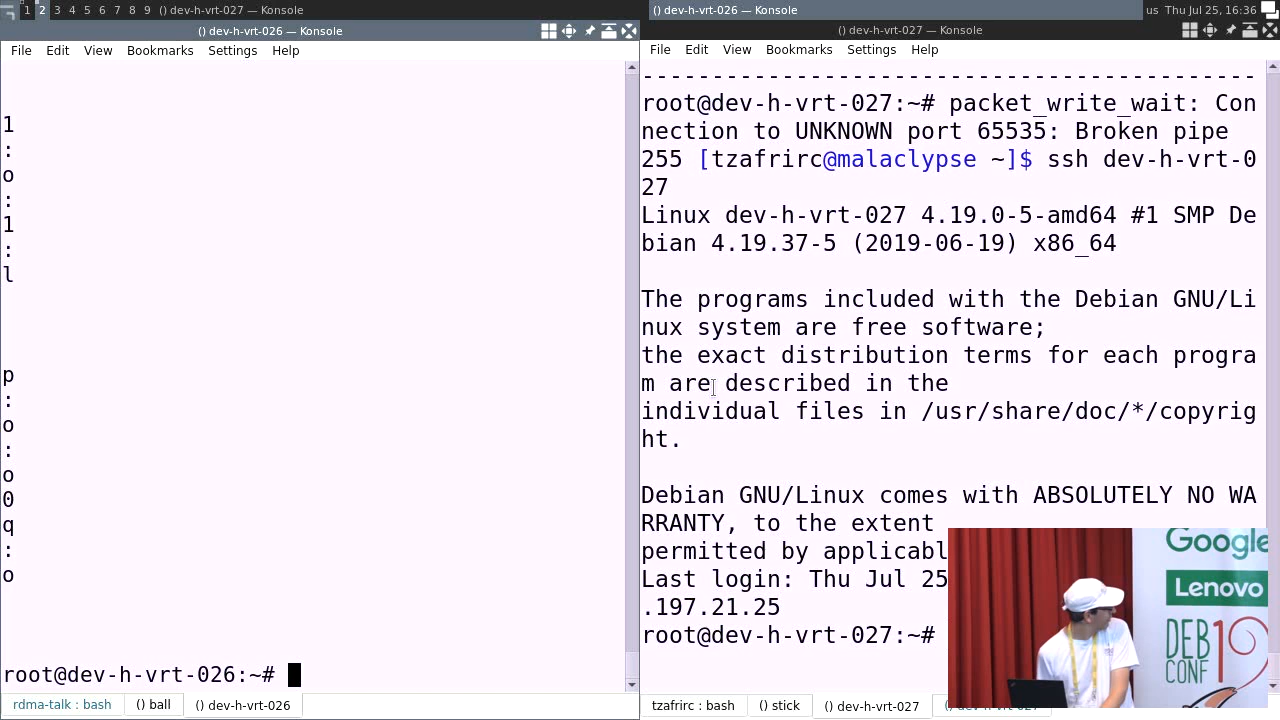 1 2 3 4 5 6 7 8 9 () dev-h-vrt-027 — Konsole
() dev-h-vrt-026 — Konsole
us Thu Jul 25, 16:36
() dev-h-vrt-026 — Konsole
File Edit View Bookmarks Settings Help
1
:
o
:
1
:
l
p
:
o
:
o
0
q
:
o
root@dev-h-vrt-026:~#
rdma-talk : bash () ball () dev-h-vrt-026
() dev-h-vrt-027 — Konsole
File Edit View Bookmarks Settings Help
--------------------------------------------
root@dev-h-vrt-027:~# packet_write_wait: Con
nection to UNKNOWN port 65535: Broken pipe
255 [tzafrirc@malaclypse ~]$ ssh dev-h-vrt-0
27
Linux dev-h-vrt-027 4.19.0-5-amd64 #1 SMP De
bian 4.19.37-5 (2019-06-19) x86_64
The programs included with the Debian GNU/Li
nux system are free software;
the exact distribution terms for each progra
m are described in the
individual files in /usr/share/doc/*/copyrig
ht.
Debian GNU/Linux comes with ABSOLUTELY NO WA
RRANTY, to the extent
permitted by applicabl
Last login: Thu Jul 25
.197.21.25
root@dev-h-vrt-027:~#
tzafrirc : bash () stick () dev-h-vrt-027
Google
Lenovo
DEB
CONF
19